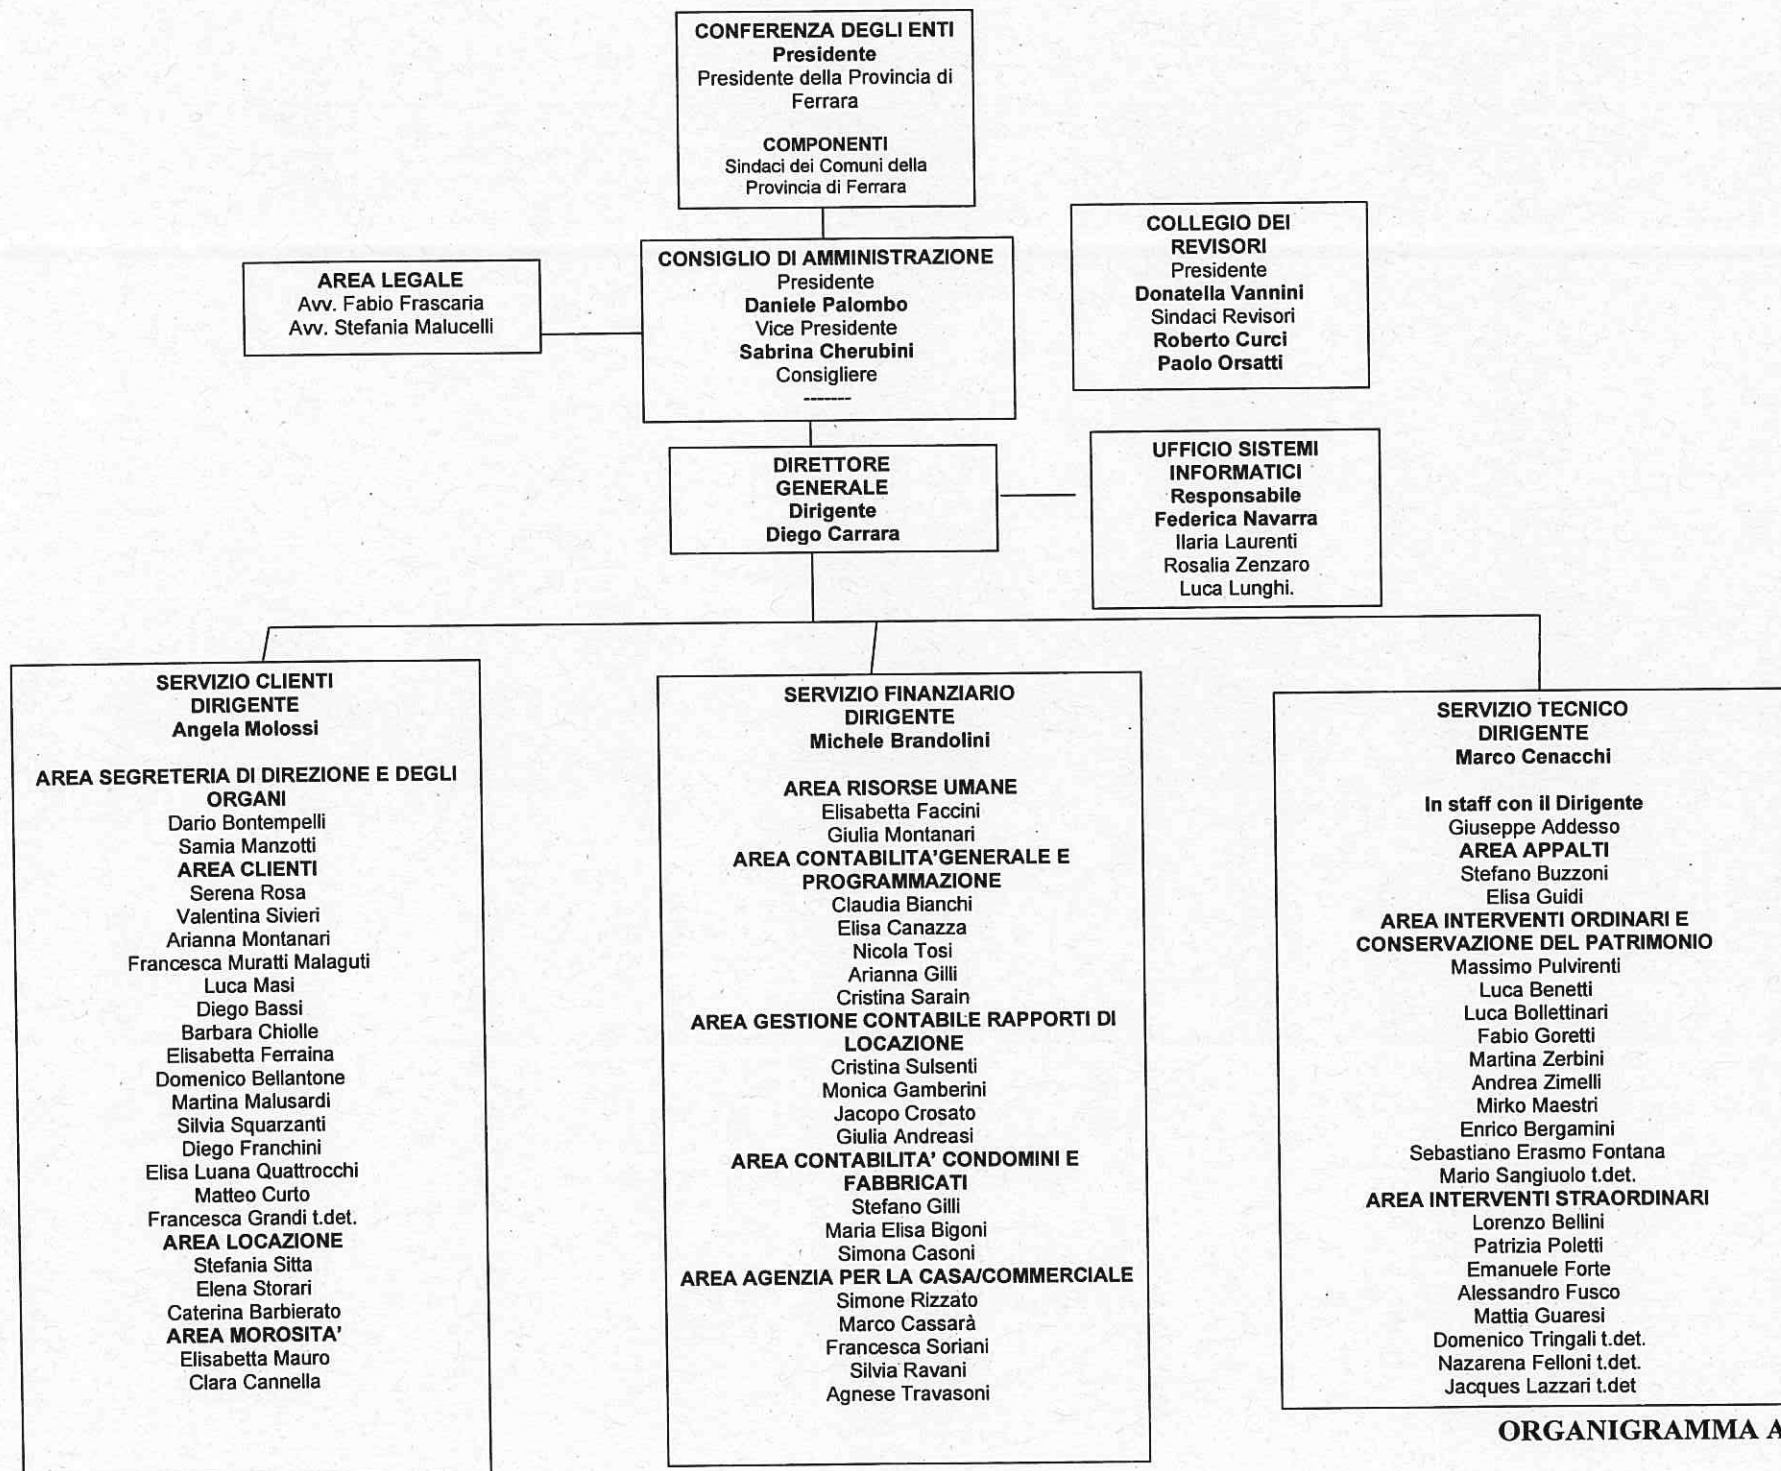 CONFERENZA DEGLI ENTI
Presidente
Presidente della Provincia di
Ferrara
COMPONENTI
Sindaci dei Comuni della
Provincia di Ferrara
AREA LEGALE
Avv. Fabio Frascaria
Avv. Stefania Malucelli
CONSIGLIO DI AMMINISTRAZIONE
Presidente
Daniele Palombo
Vice Presidente
Sabrina Cherubini
Consigliere
-------
COLLEGIO DEI
REVISORI
Presidente
Donatella Vannini
Sindaci Revisori
Roberto Curci
Paolo Orsatti
DIRETTORE
GENERALE
Dirigente
Diego Carrara
UFFICIO SISTEMI
INFORMATICI
Responsabile
Federica Navarra
Ilaria Laurenti
Rosalia Zenzaro
Luca Lunghi.
SERVIZIO CLIENTI
DIRIGENTE
Angela Molossi
AREA SEGRETERIA DI DIREZIONE E DEGLI
ORGANI
Dario Bontempelli
Samia Manzotti
AREA CLIENTI
Serena Rosa
Valentina Sivieri
Arianna Montanari
Francesca Muratti Malaguti
Luca Masi
Diego Bassi
Barbara Chiolle
Elisabetta Ferraina
Domenico Bellantone
Martina Malusardi
Silvia Squarzanti
Diego Franchini
Elisa Luana Quattrocchi
Matteo Curto
Francesca Grandi t.det.
AREA LOCAZIONE
Stefania Sitta
Elena Storari
Caterina Barbierato
AREA MOROSITA'
Elisabetta Mauro
Clara Cannella
SERVIZIO FINANZIARIO
DIRIGENTE
Michele Brandolini
AREA RISORSE UMANE
Elisabetta Faccini
Giulia Montanari
AREA CONTABILITA'GENERALE E
PROGRAMMAZIONE
Claudia Bianchi
Elisa Canazza
Nicola Tosi
Arianna Gilli
Cristina Sarain
AREA GESTIONE CONTABILE RAPPORTI DI
LOCAZIONE
Cristina Sulsenti
Monica Gamberini
Jacopo Crosato
Giulia Andreasi
AREA CONTABILITA' CONDOMINI E
FABBRICATI
Stefano Gilli
Maria Elisa Bigoni
Simona Casoni
AREA AGENZIA PER LA CASA/COMMERCIALE
Simone Rizzato
Marco Cassarà
Francesca Soriani
Silvia Ravani
Agnese Travasoni
SERVIZIO TECNICO
DIRIGENTE
Marco Cenacchi
In staff con il Dirigente
Giuseppe Addesso
AREA APPALTI
Stefano Buzzoni
Elisa Guidi
AREA INTERVENTI ORDINARI E
CONSERVAZIONE DEL PATRIMONIO
Massimo Pulvirenti
Luca Benetti
Luca Bollettinari
Fabio Goretti
Martina Zerbini
Andrea Zimelli
Mirko Maestri
Enrico Bergamini
Sebastiano Erasmo Fontana
Mario Sangiuolo t.det.
AREA INTERVENTI STRAORDINARI
Lorenzo Bellini
Patrizia Poletti
Emanuele Forte
Alessandro Fusco
Mattia Guaresi
Domenico Tringali t.det.
Nazarena Felloni t.det.
Jacques Lazzari t.det
ORGANIGRAMMA A